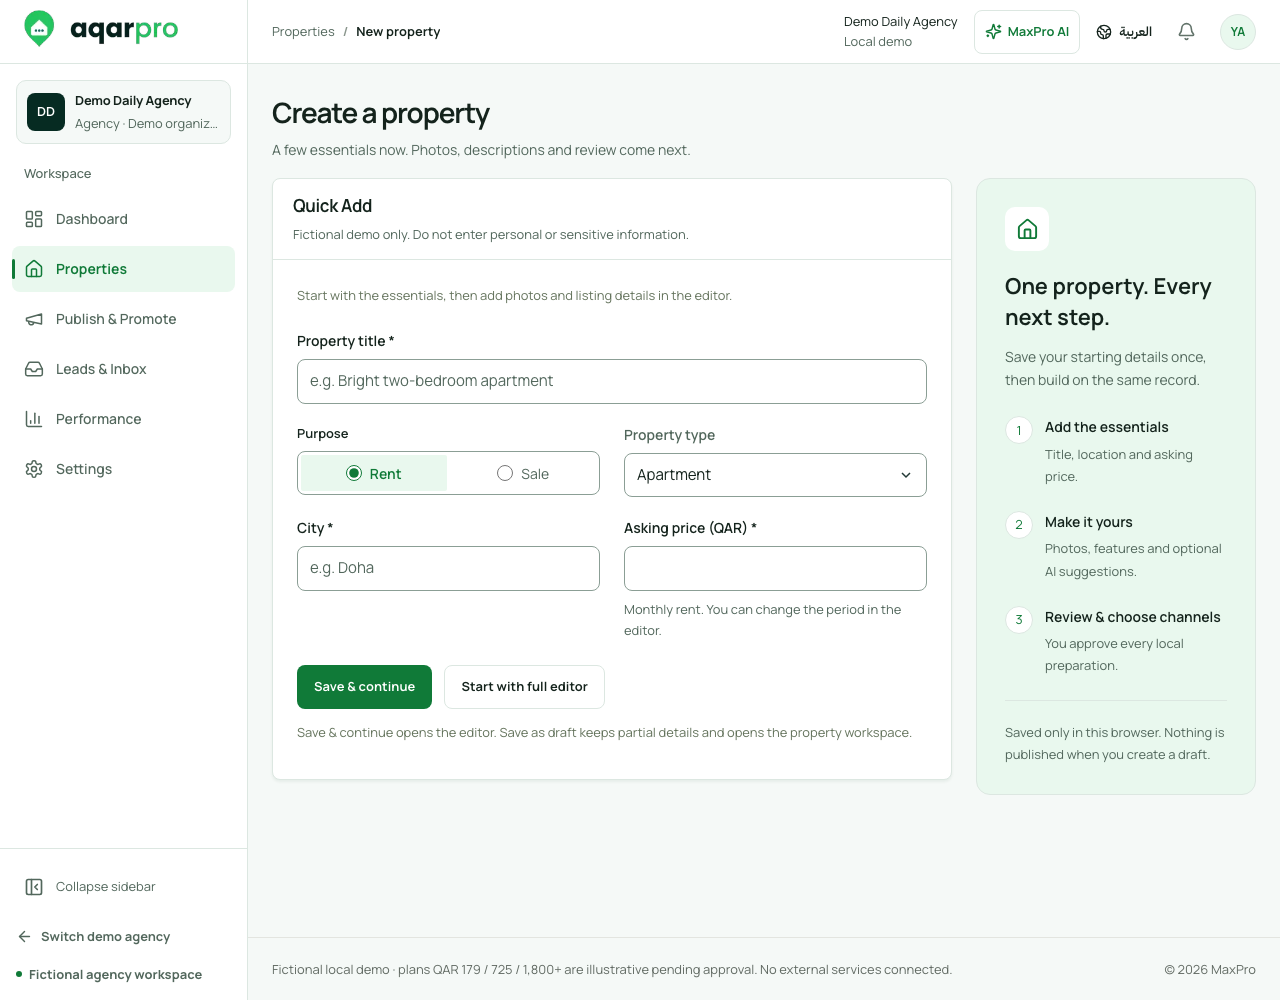 aqarpro
Properties / New property
Demo Daily Agency
Local demo
MaxPro AI
العربية
YA
DD
Demo Daily Agency
Agency · Demo organiz…
Workspace
Dashboard
Properties
Publish & Promote
Leads & Inbox
Performance
Settings
Collapse sidebar
Switch demo agency
Fictional agency workspace
Create a property
A few essentials now. Photos, descriptions and review come next.
Quick Add
Fictional demo only. Do not enter personal or sensitive information.
Start with the essentials, then add photos and listing details in the editor.
Property title *
e.g. Bright two-bedroom apartment
Purpose
Rent
Sale
Property type
Apartment
City *
e.g. Doha
Asking price (QAR) *
Monthly rent. You can change the period in the
editor.
Save & continue
Start with full editor
Save & continue opens the editor. Save as draft keeps partial details and opens the property workspace.
One property. Every
next step.
Save your starting details once,
then build on the same record.
1
Add the essentials
Title, location and asking
price.
2
Make it yours
Photos, features and optional
AI suggestions.
3
Review & choose channels
You approve every local
preparation.
Saved only in this browser. Nothing is
published when you create a draft.
Fictional local demo · plans QAR 179 / 725 / 1,800+ are illustrative pending approval. No external services connected.
© 2026 MaxPro